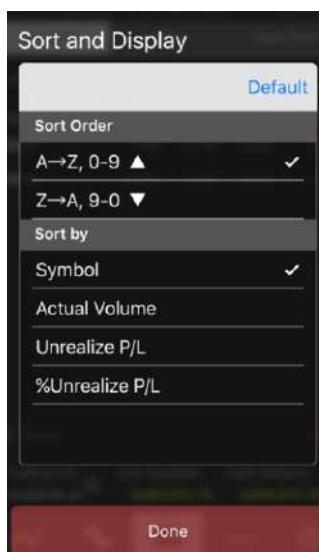 Sort and Display
Default
Sort Order
A→Z, 0-9 ▲
Z→A, 9-0 ▼
Sort by
Symbol
Actual Volume
Unrealize P/L
%Unrealize P/L
Done